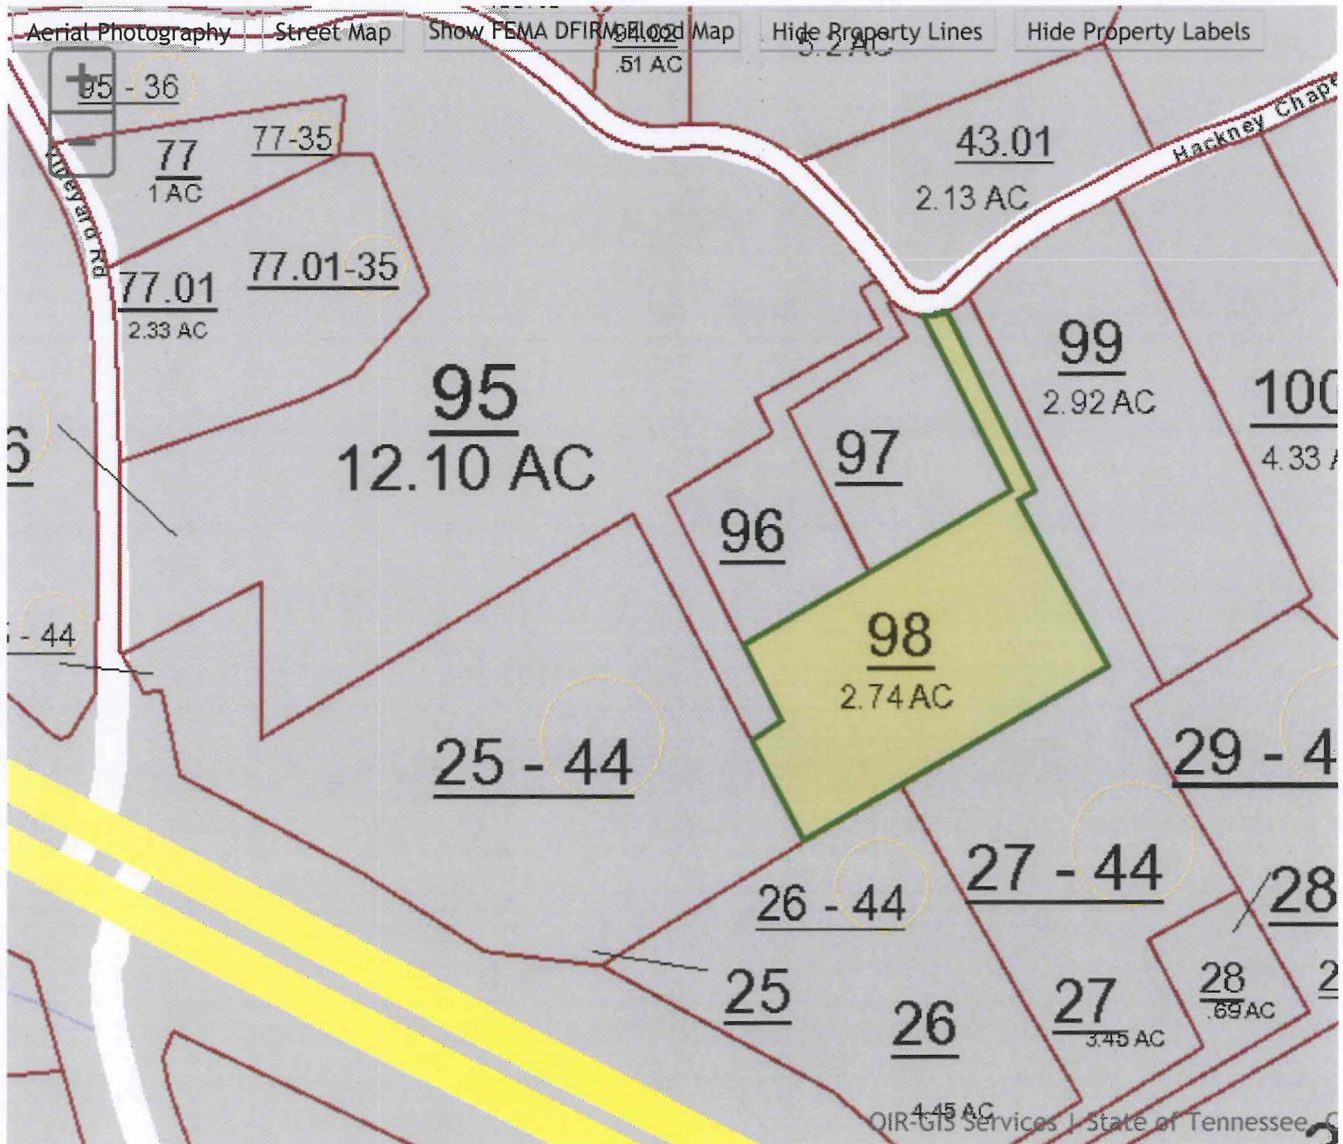 Aerial Photography
Street Map
Show FEMA DFIRM Flood Map
Hide Property Lines
Hide Property Labels
94.02
.51 AC
5.2 AC
+
95 - 36
−
77
1 AC
77-35
43.01
2.13 AC
Hackney Chape
77.01
2.33 AC
77.01-35
95
12.10 AC
99
2.92 AC
100
4.33 A
6
97
96
98
2.74 AC
- 44
25 - 44
29 - 4
26 - 44
27 - 44
28
25
26
4.45 AC
27
3.45 AC
28
.69 AC
2
OIR-GIS Services | State of Tennessee